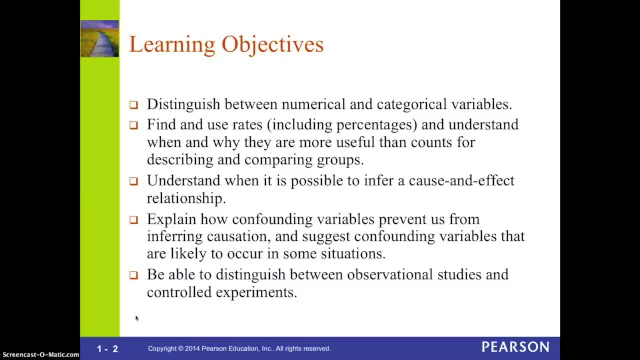 Learning Objectives
❑ Distinguish between numerical and categorical variables.
❑ Find and use rates (including percentages) and understand
when and why they are more useful than counts for
describing and comparing groups.
❑ Understand when it is possible to infer a cause-and-effect
relationship.
❑ Explain how confounding variables prevent us from
inferring causation, and suggest confounding variables that
are likely to occur in some situations.
❑ Be able to distinguish between observational studies and
controlled experiments.
1 - 2
Copyright © 2014 Pearson Education, Inc.. All rights reserved.
PEARSON
Screencast-O-Matic.com